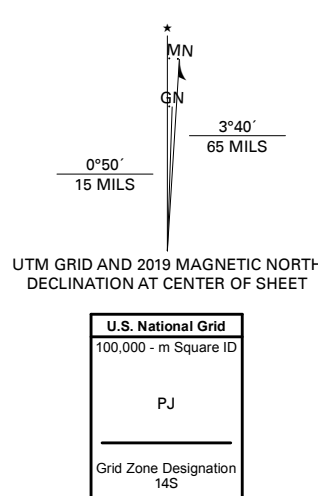 ★
MN
GN
3°40´
65 MILS
0°50´
15 MILS
UTM GRID AND 2019 MAGNETIC NORTH
DECLINATION AT CENTER OF SHEET
U.S. National Grid
100,000 - m Square ID
PJ
Grid Zone Designation
14S